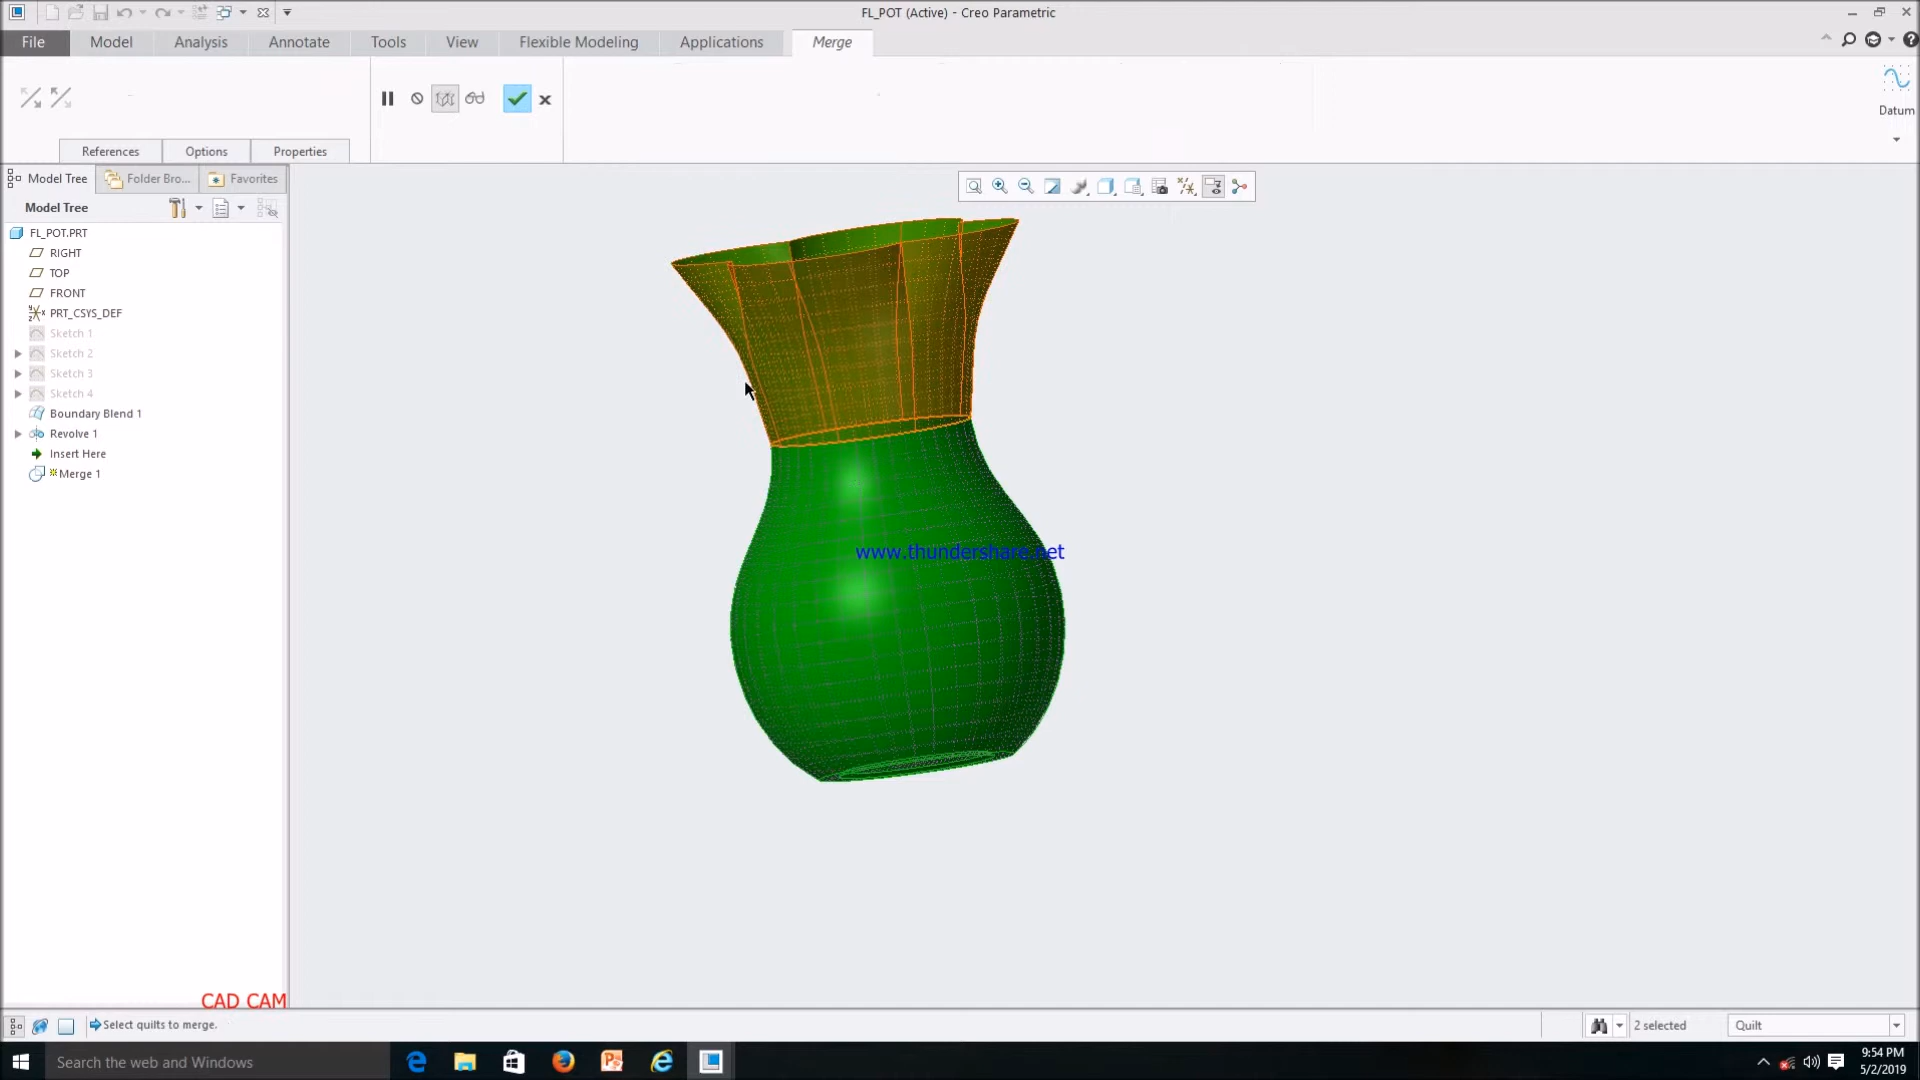 FL_POT (Active) - Creo Parametric
File
Model
Analysis
Annotate
Tools
View
Flexible Modeling
Applications
Merge
Datum
References
Options
Properties
Model Tree
Folder Bro...
Favorites
Model Tree
FL_POT.PRT
RIGHT
TOP
FRONT
PRT_CSYS_DEF
Sketch 1
Sketch 2
Sketch 3
Sketch 4
Boundary Blend 1
Revolve 1
Insert Here
Merge 1
www.thundershare.net
CAD CAM
Select quilts to merge.
2 selected
Quilt
Search the web and Windows
9:54 PM
5/2/2019